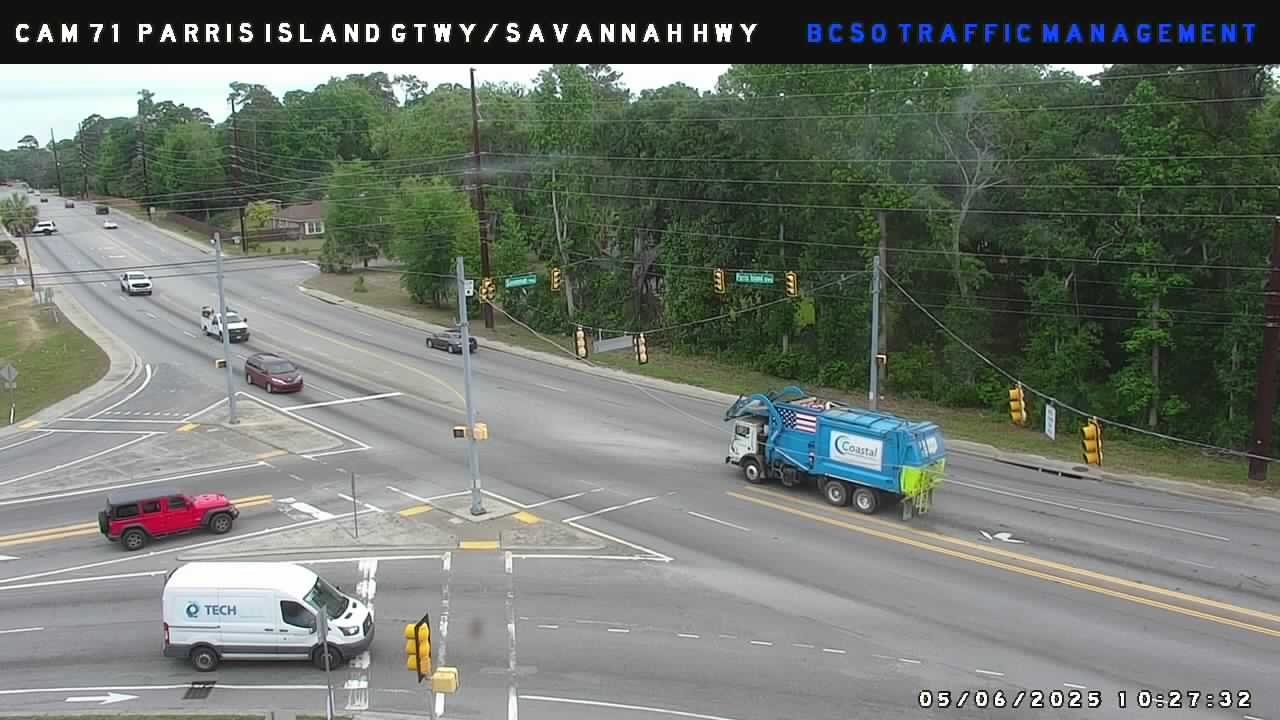 CAM 71 PARRIS ISLAND GTWY/SAVANNAH HWY BCSO TRAFFIC MANAGEMENT
Coastal
TECH
05/06/2025 10:27:32